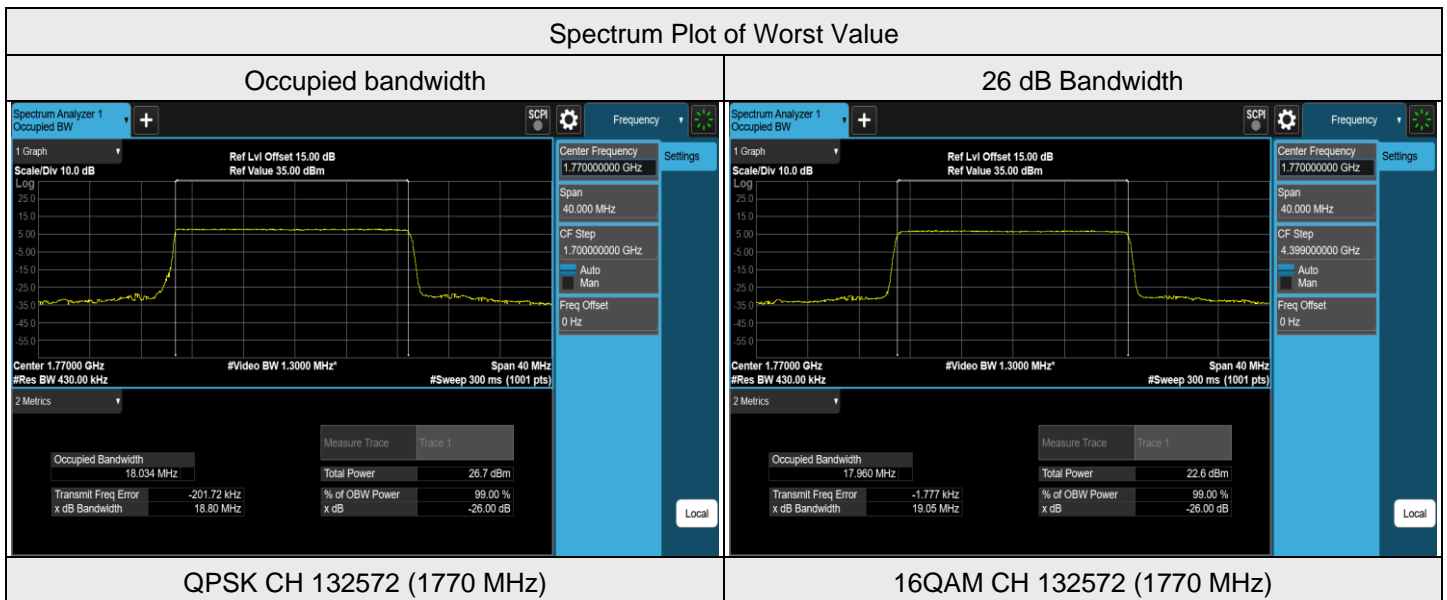 Spectrum Plot of Worst Value
Occupied bandwidth
26 dB Bandwidth
Spectrum Analyzer 1
Occupied BW
+
SCPI
Frequency
1 Graph
Scale/Div 10.0 dB
Ref Lvl Offset 15.00 dB
Ref Value 35.00 dBm
Log
25.0
15.0
5.00
-5.00
-15.0
-25.0
-35.0
-45.0
-55.0
Center 1.77000 GHz
#Video BW 1.3000 MHz*
Span 40 MHz
#Res BW 430.00 kHz
#Sweep 300 ms (1001 pts)
Center Frequency
1.770000000 GHz
Settings
Span
40.000 MHz
CF Step
1.700000000 GHz
Auto
Man
Freq Offset
0 Hz
Local
2 Metrics
Measure Trace Trace 1
Occupied Bandwidth
18.034 MHz
Total Power 26.7 dBm
Transmit Freq Error -201.72 kHz
% of OBW Power 99.00 %
x dB Bandwidth 18.80 MHz
x dB -26.00 dB
Spectrum Analyzer 1
Occupied BW
+
SCPI
Frequency
1 Graph
Scale/Div 10.0 dB
Ref Lvl Offset 15.00 dB
Ref Value 35.00 dBm
Log
25.0
15.0
5.00
-5.00
-15.0
-25.0
-35.0
-45.0
-55.0
Center 1.77000 GHz
#Video BW 1.3000 MHz*
Span 40 MHz
#Res BW 430.00 kHz
#Sweep 300 ms (1001 pts)
Center Frequency
1.770000000 GHz
Settings
Span
40.000 MHz
CF Step
4.399000000 GHz
Auto
Man
Freq Offset
0 Hz
Local
2 Metrics
Measure Trace Trace 1
Occupied Bandwidth
17.960 MHz
Total Power 22.6 dBm
Transmit Freq Error -1.777 kHz
% of OBW Power 99.00 %
x dB Bandwidth 19.05 MHz
x dB -26.00 dB
QPSK CH 132572 (1770 MHz)
16QAM CH 132572 (1770 MHz)